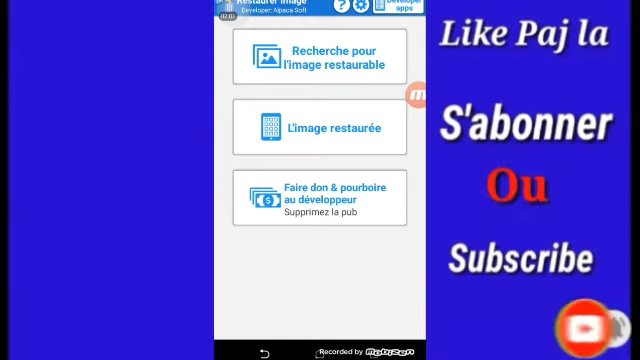 Restaurer image
Developer: Alpaca Soft
Developer
apps
02:01
Recherche pour
l'image restaurable
L'image restaurée
Faire don & pourboire
au développeur
Supprimez la pub
Recorded by Mobizen
Like Paj la
S'abonner
Ou
Subscribe